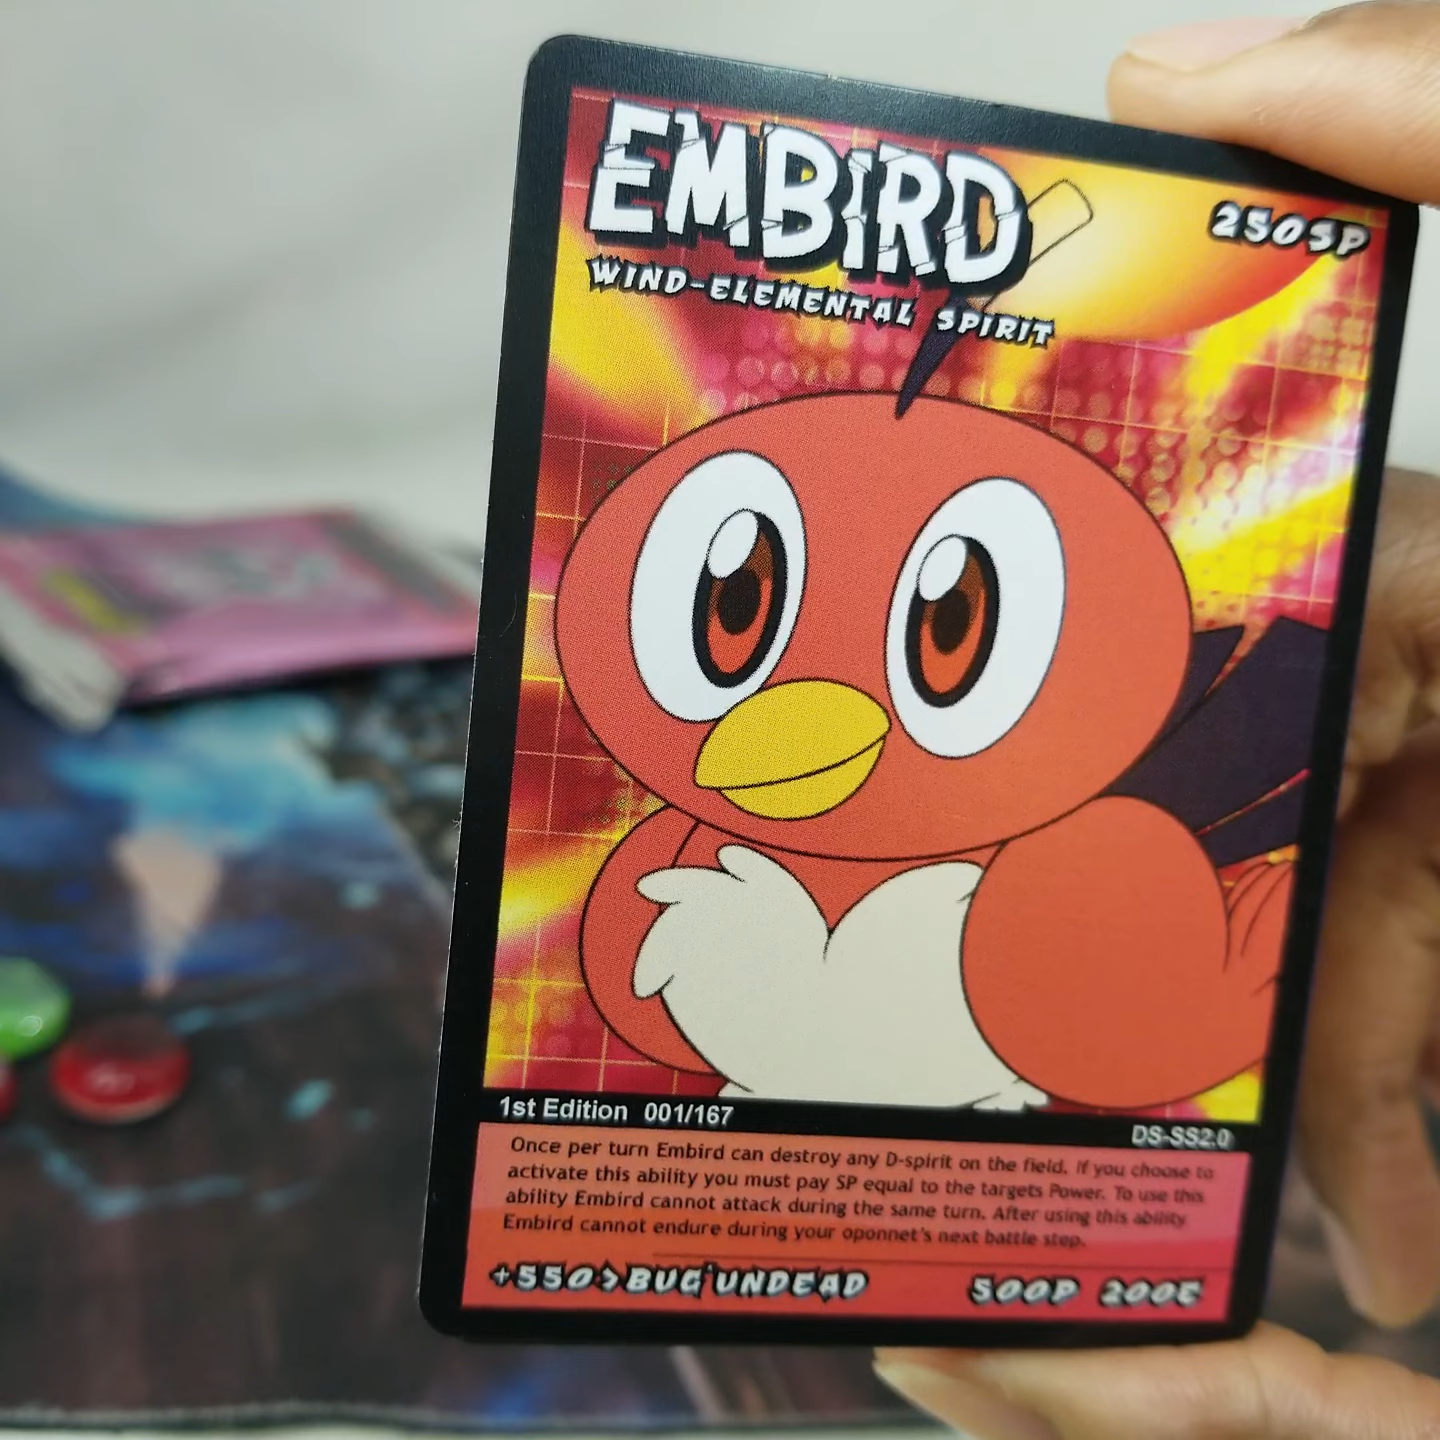 EMBIRD
250SP
WIND-ELEMENTAL SPIRIT
1st Edition 001/167
DS-SS2.0
Once per turn Embird can destroy any D-spirit on the field. If you choose to
activate this ability you must pay SP equal to the targets Power. To use this
ability Embird cannot attack during the same turn. After using this ability
Embird cannot endure during your oponnet's next battle step.
+550>BUG'UNDEAD
500P 200E